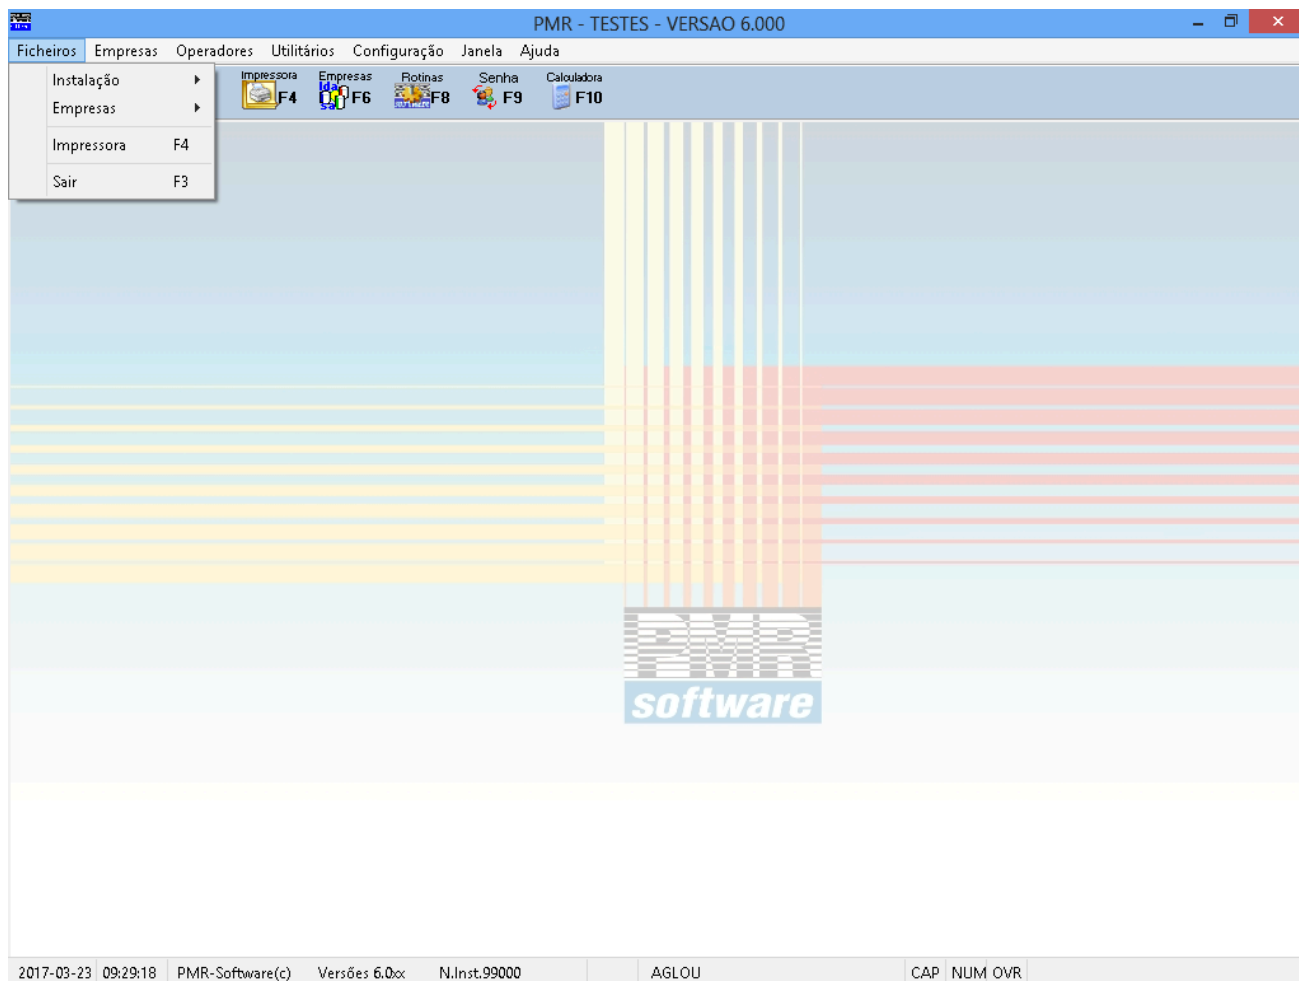 PMR - TESTES - VERSAO 6.000
Ficheiros Empresas Operadores Utilitários Configuração Janela Ajuda
Impressora F4 Empresas F6 Rotinas F8 Senha F9 Calculadora F10
Instalação
Empresas
Impressora F4
Sair F3
PMR
software
2017-03-23 09:29:18 PMR-Software(c) Versões 6.0xx N.Inst.99000 AGLOU CAP NUM OVR